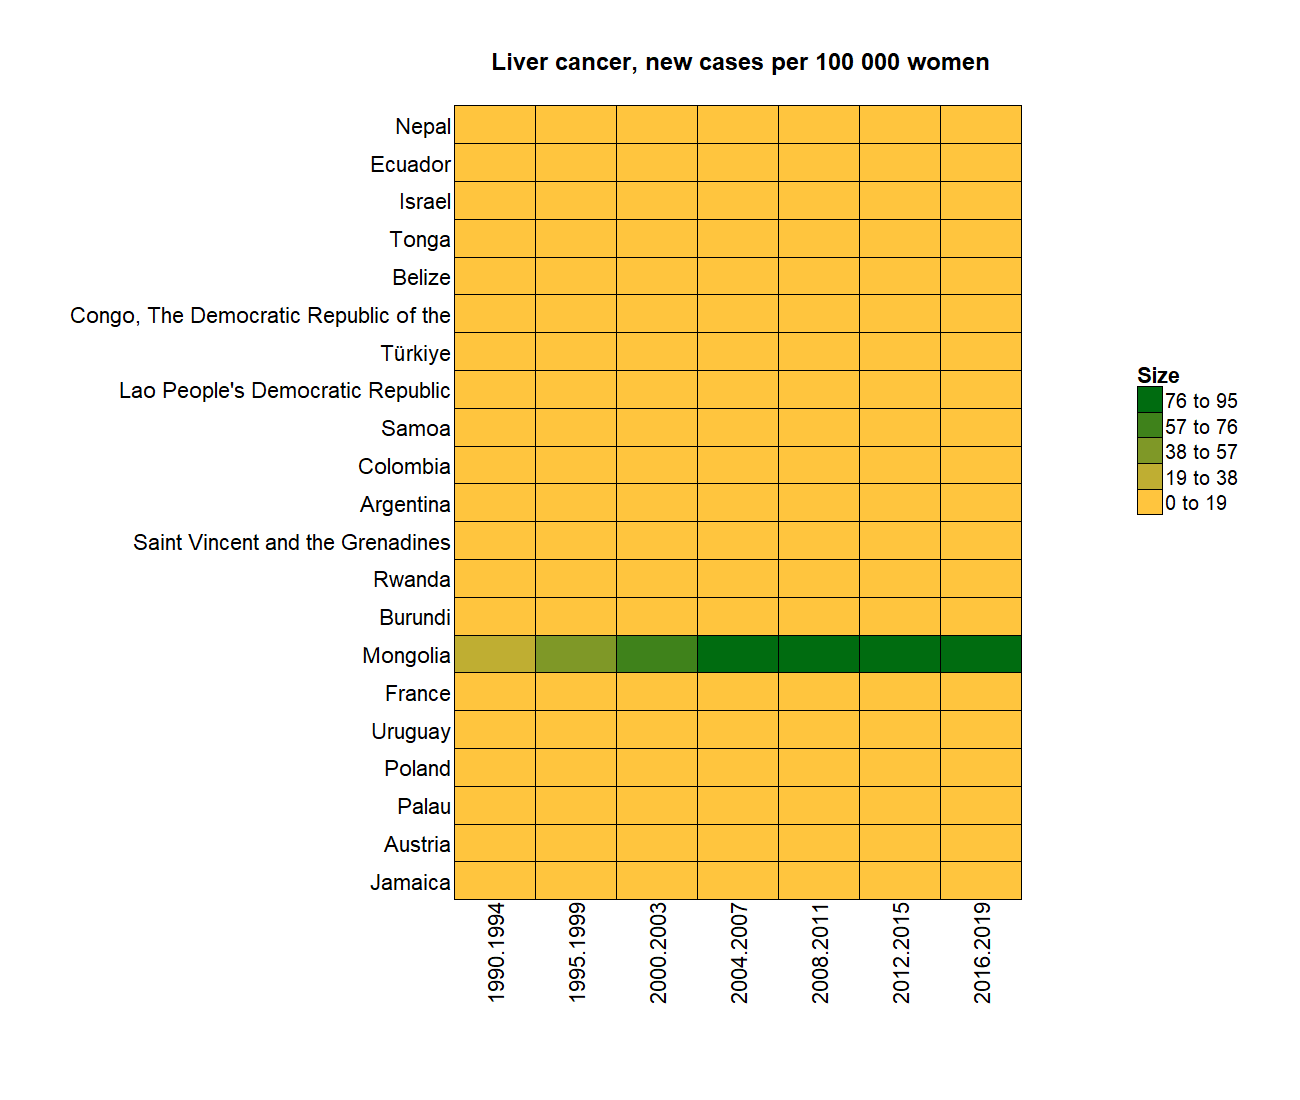 Liver cancer, new cases per 100 000 women
Nepal
Ecuador
Israel
Tonga
Belize
Congo, The Democratic Republic of the
Türkiye
Lao People's Democratic Republic
Samoa
Colombia
Argentina
Saint Vincent and the Grenadines
Rwanda
Burundi
Mongolia
France
Uruguay
Poland
Palau
Austria
Jamaica
1990.1994
1995.1999
2000.2003
2004.2007
2008.2011
2012.2015
2016.2019
Size
76 to 95
57 to 76
38 to 57
19 to 38
0 to 19